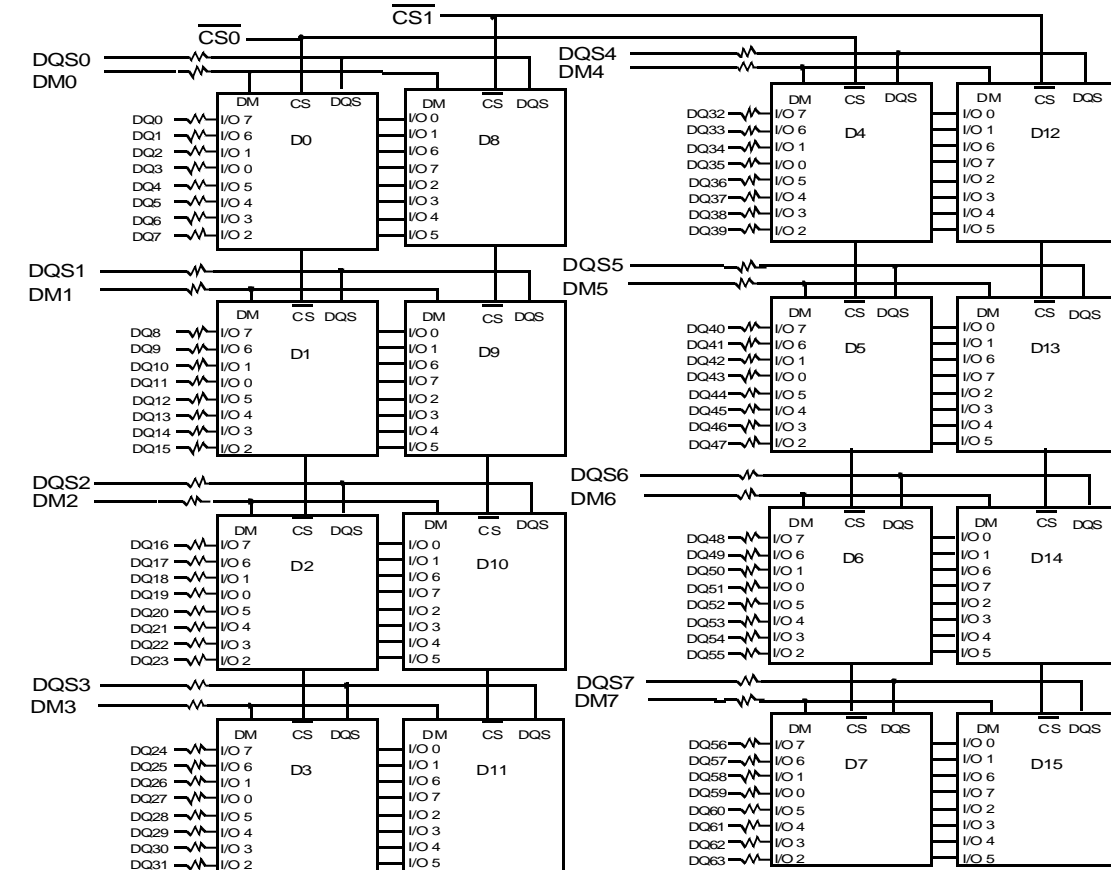 CS1
CS0
DQS0
DM0
DM CS DQS
DM CS DQS
D0
D8
DQ0 I/O 7 I/O 0
DQ1 I/O 6 I/O 1
DQ2 I/O 1 I/O 6
DQ3 I/O 0 I/O 7
DQ4 I/O 5 I/O 2
DQ5 I/O 4 I/O 3
DQ6 I/O 3 I/O 4
DQ7 I/O 2 I/O 5
DQS1
DM1
DM CS DQS
DM CS DQS
D1
D9
DQ8 I/O 7 I/O 0
DQ9 I/O 6 I/O 1
DQ10 I/O 1 I/O 6
DQ11 I/O 0 I/O 7
DQ12 I/O 5 I/O 2
DQ13 I/O 4 I/O 3
DQ14 I/O 3 I/O 4
DQ15 I/O 2 I/O 5
DQS2
DM2
DM CS DQS
DM CS DQS
D2
D10
DQ16 I/O 7 I/O 0
DQ17 I/O 6 I/O 1
DQ18 I/O 1 I/O 6
DQ19 I/O 0 I/O 7
DQ20 I/O 5 I/O 2
DQ21 I/O 4 I/O 3
DQ22 I/O 3 I/O 4
DQ23 I/O 2 I/O 5
DQS3
DM3
DM CS DQS
DM CS DQS
D3
D11
DQ24 I/O 7 I/O 0
DQ25 I/O 6 I/O 1
DQ26 I/O 1 I/O 6
DQ27 I/O 0 I/O 7
DQ28 I/O 5 I/O 2
DQ29 I/O 4 I/O 3
DQ30 I/O 3 I/O 4
DQ31 I/O 2 I/O 5
DQS4
DM4
DM CS DQS
DM CS DQS
D4
D12
DQ32 I/O 7 I/O 0
DQ33 I/O 6 I/O 1
DQ34 I/O 1 I/O 6
DQ35 I/O 0 I/O 7
DQ36 I/O 5 I/O 2
DQ37 I/O 4 I/O 3
DQ38 I/O 3 I/O 4
DQ39 I/O 2 I/O 5
DQS5
DM5
DM CS DQS
DM CS DQS
D5
D13
DQ40 I/O 7 I/O 0
DQ41 I/O 6 I/O 1
DQ42 I/O 1 I/O 6
DQ43 I/O 0 I/O 7
DQ44 I/O 5 I/O 2
DQ45 I/O 4 I/O 3
DQ46 I/O 3 I/O 4
DQ47 I/O 2 I/O 5
DQS6
DM6
DM CS DQS
DM CS DQS
D6
D14
DQ48 I/O 7 I/O 0
DQ49 I/O 6 I/O 1
DQ50 I/O 1 I/O 6
DQ51 I/O 0 I/O 7
DQ52 I/O 5 I/O 2
DQ53 I/O 4 I/O 3
DQ54 I/O 3 I/O 4
DQ55 I/O 2 I/O 5
DQS7
DM7
DM CS DQS
DM CS DQS
D7
D15
DQ56 I/O 7 I/O 0
DQ57 I/O 6 I/O 1
DQ58 I/O 1 I/O 6
DQ59 I/O 0 I/O 7
DQ60 I/O 5 I/O 2
DQ61 I/O 4 I/O 3
DQ62 I/O 3 I/O 4
DQ63 I/O 2 I/O 5